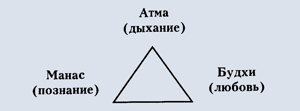 Атма
(дыхание)
Манас
(познание)
Будхи
(любовь)